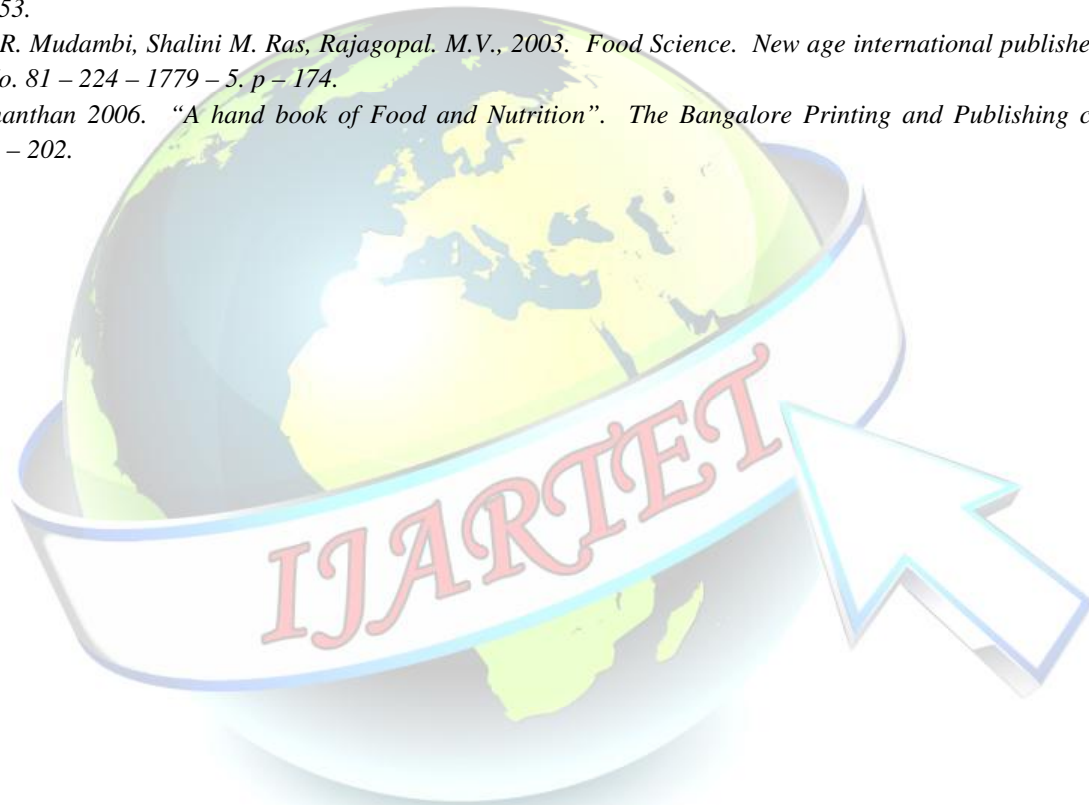 53.
R. Mudambi, Shalini M. Ras, Rajagopal. M.V., 2003. Food Science. New age international publishe
o. 81 – 224 – 1779 – 5. p – 174.
anthan 2006. “A hand book of Food and Nutrition”. The Bangalore Printing and Publishing c
– 202.
IJARTET